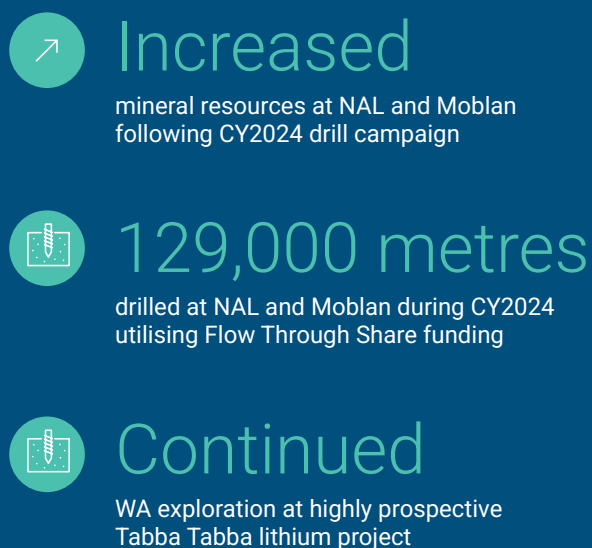 Increased
mineral resources at NAL and Moblan
following CY2024 drill campaign
129,000 metres
drilled at NAL and Moblan during CY2024
utilising Flow Through Share funding
Continued
WA exploration at highly prospective
Tabba Tabba lithium project